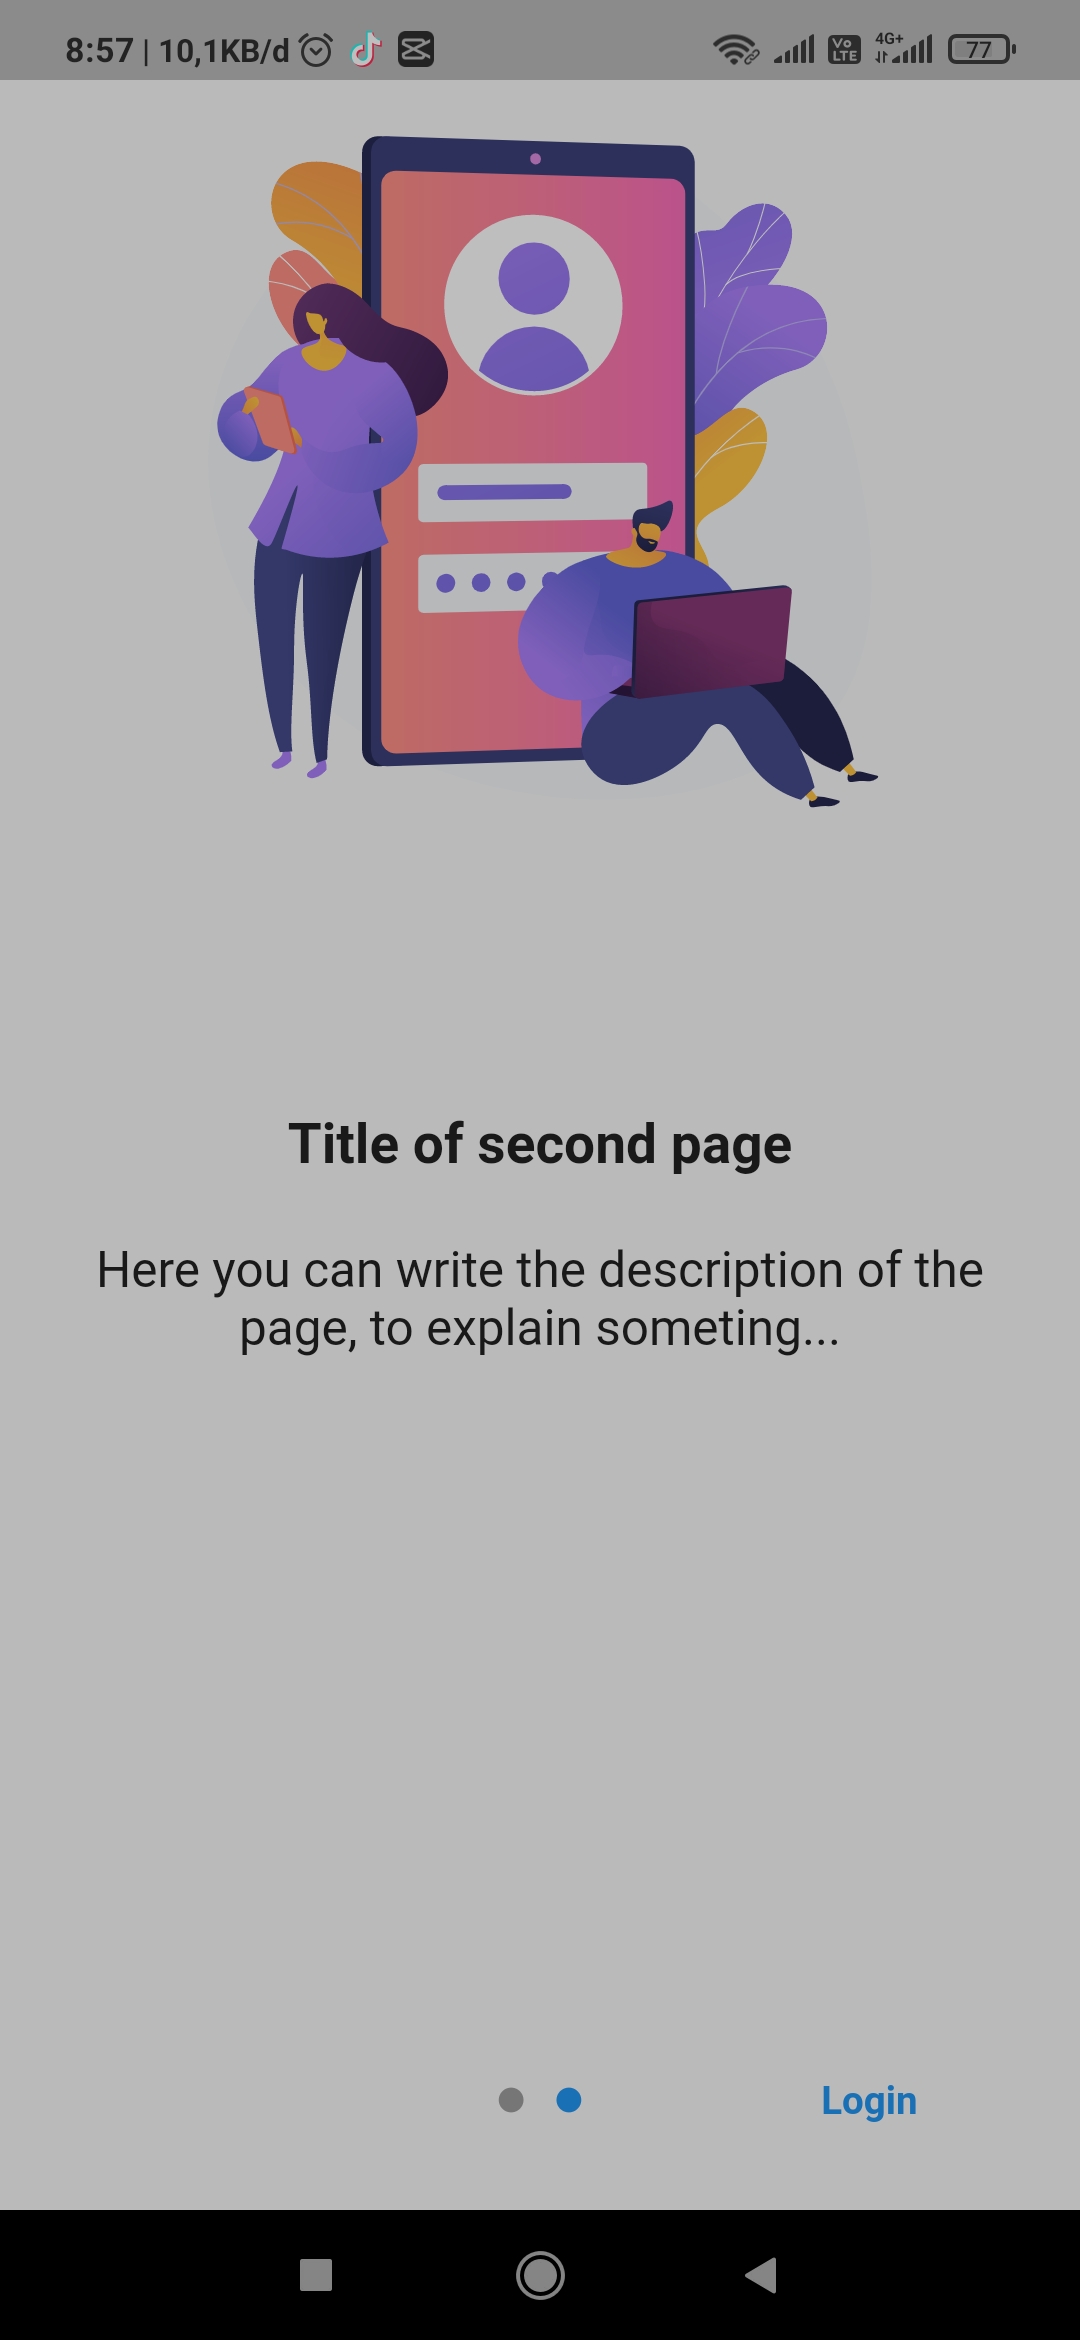 8:57 | 10,1KB/d
Vo LTE
4G+
77
Title of second page
Here you can write the description of the
page, to explain someting...
Login